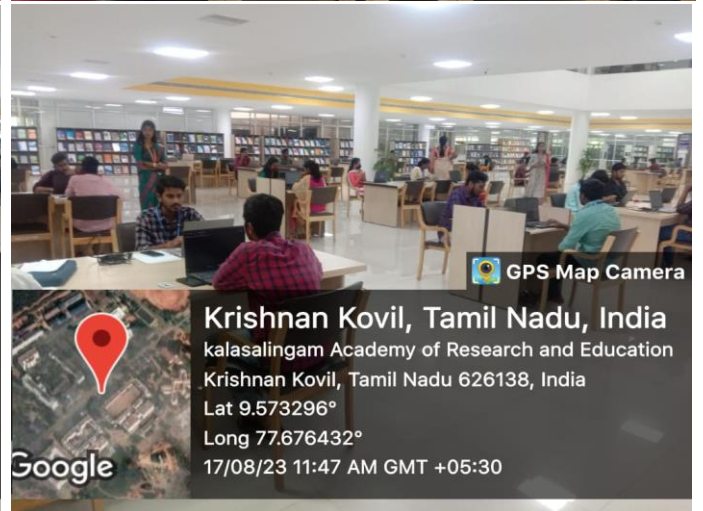 GPS Map Camera
Krishnan Kovil, Tamil Nadu, India
kalasalingam Academy of Research and Education
Krishnan Kovil, Tamil Nadu 626138, India
Lat 9.573296°
Long 77.676432°
17/08/23 11:47 AM GMT +05:30
Google